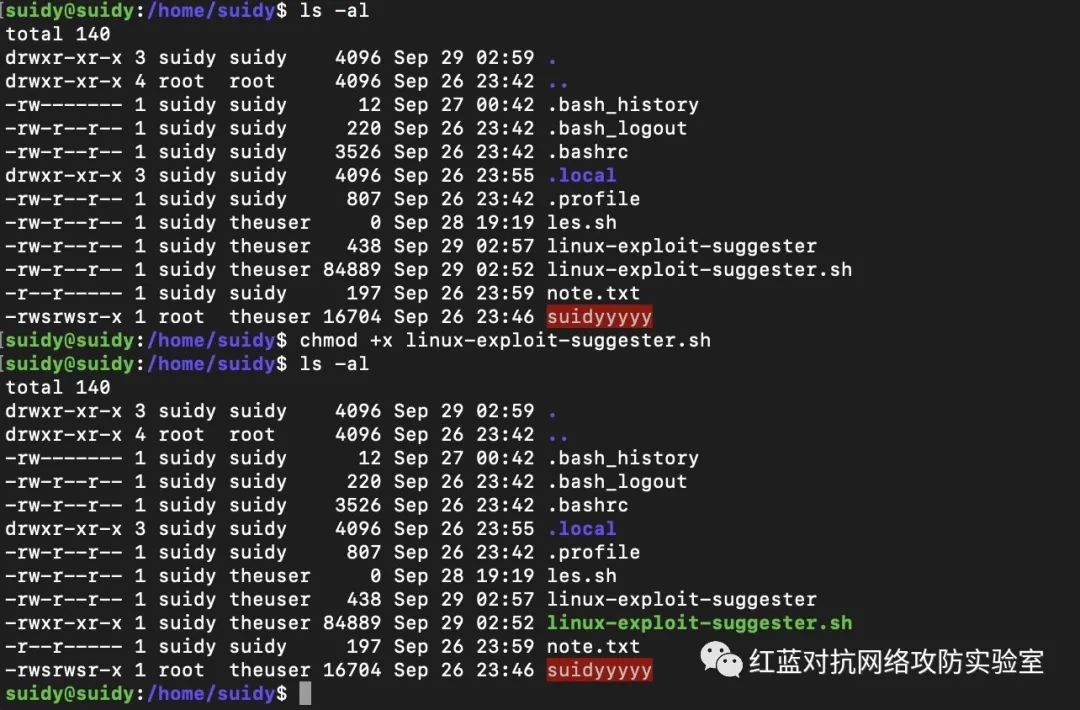 [suidy@suidy:/home/suidy$ ls -al
total 140
drwxr-xr-x 3 suidy suidy    4096 Sep 29 02:59 .
drwxr-xr-x 4 root  root     4096 Sep 26 23:42 ..
-rw------- 1 suidy suidy      12 Sep 27 00:42 .bash_history
-rw-r--r-- 1 suidy suidy     220 Sep 26 23:42 .bash_logout
-rw-r--r-- 1 suidy suidy    3526 Sep 26 23:42 .bashrc
drwxr-xr-x 3 suidy suidy    4096 Sep 26 23:55 .local
-rw-r--r-- 1 suidy suidy     807 Sep 26 23:42 .profile
-rw-r--r-- 1 suidy theuser     0 Sep 28 19:19 les.sh
-rw-r--r-- 1 suidy theuser   438 Sep 29 02:57 linux-exploit-suggester
-rw-r--r-- 1 suidy theuser 84889 Sep 29 02:52 linux-exploit-suggester.sh
-r--r----- 1 suidy suidy     197 Sep 26 23:59 note.txt
-rwsrwsr-x 1 root  theuser 16704 Sep 26 23:46 suidyyyyy
[suidy@suidy:/home/suidy$ chmod +x linux-exploit-suggester.sh
[suidy@suidy:/home/suidy$ ls -al
total 140
drwxr-xr-x 3 suidy suidy    4096 Sep 29 02:59 .
drwxr-xr-x 4 root  root     4096 Sep 26 23:42 ..
-rw------- 1 suidy suidy      12 Sep 27 00:42 .bash_history
-rw-r--r-- 1 suidy suidy     220 Sep 26 23:42 .bash_logout
-rw-r--r-- 1 suidy suidy    3526 Sep 26 23:42 .bashrc
drwxr-xr-x 3 suidy suidy    4096 Sep 26 23:55 .local
-rw-r--r-- 1 suidy suidy     807 Sep 26 23:42 .profile
-rw-r--r-- 1 suidy theuser     0 Sep 28 19:19 les.sh
-rw-r--r-- 1 suidy theuser   438 Sep 29 02:57 linux-exploit-suggester
-rwxr-xr-x 1 suidy theuser 84889 Sep 29 02:52 linux-exploit-suggester.sh
-r--r----- 1 suidy suidy     197 Sep 26 23:59 note.txt
-rwsrwsr-x 1 root  theuser 16704 Sep 26 23:46 suidyyyyy
suidy@suidy:/home/suidy$
红蓝对抗网络攻防实验室